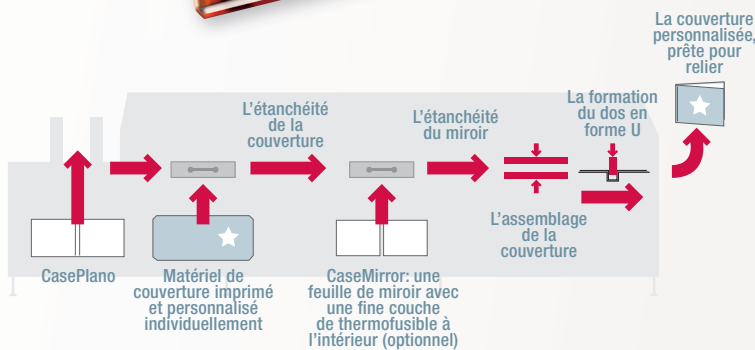 La couverture
personnalisée,
prête pour
relier
L'étanchéité
de la
couverture
L'étanchéité
du miroir
La formation
du dos en
forme U
L'assemblage
de la
couverture
CasePlano
Matériel de
couverture imprimé
et personnalisé
individuellement
CaseMirror: une
feuille de miroir avec
une fine couche
de thermofusible à
l'intérieur (optionnel)